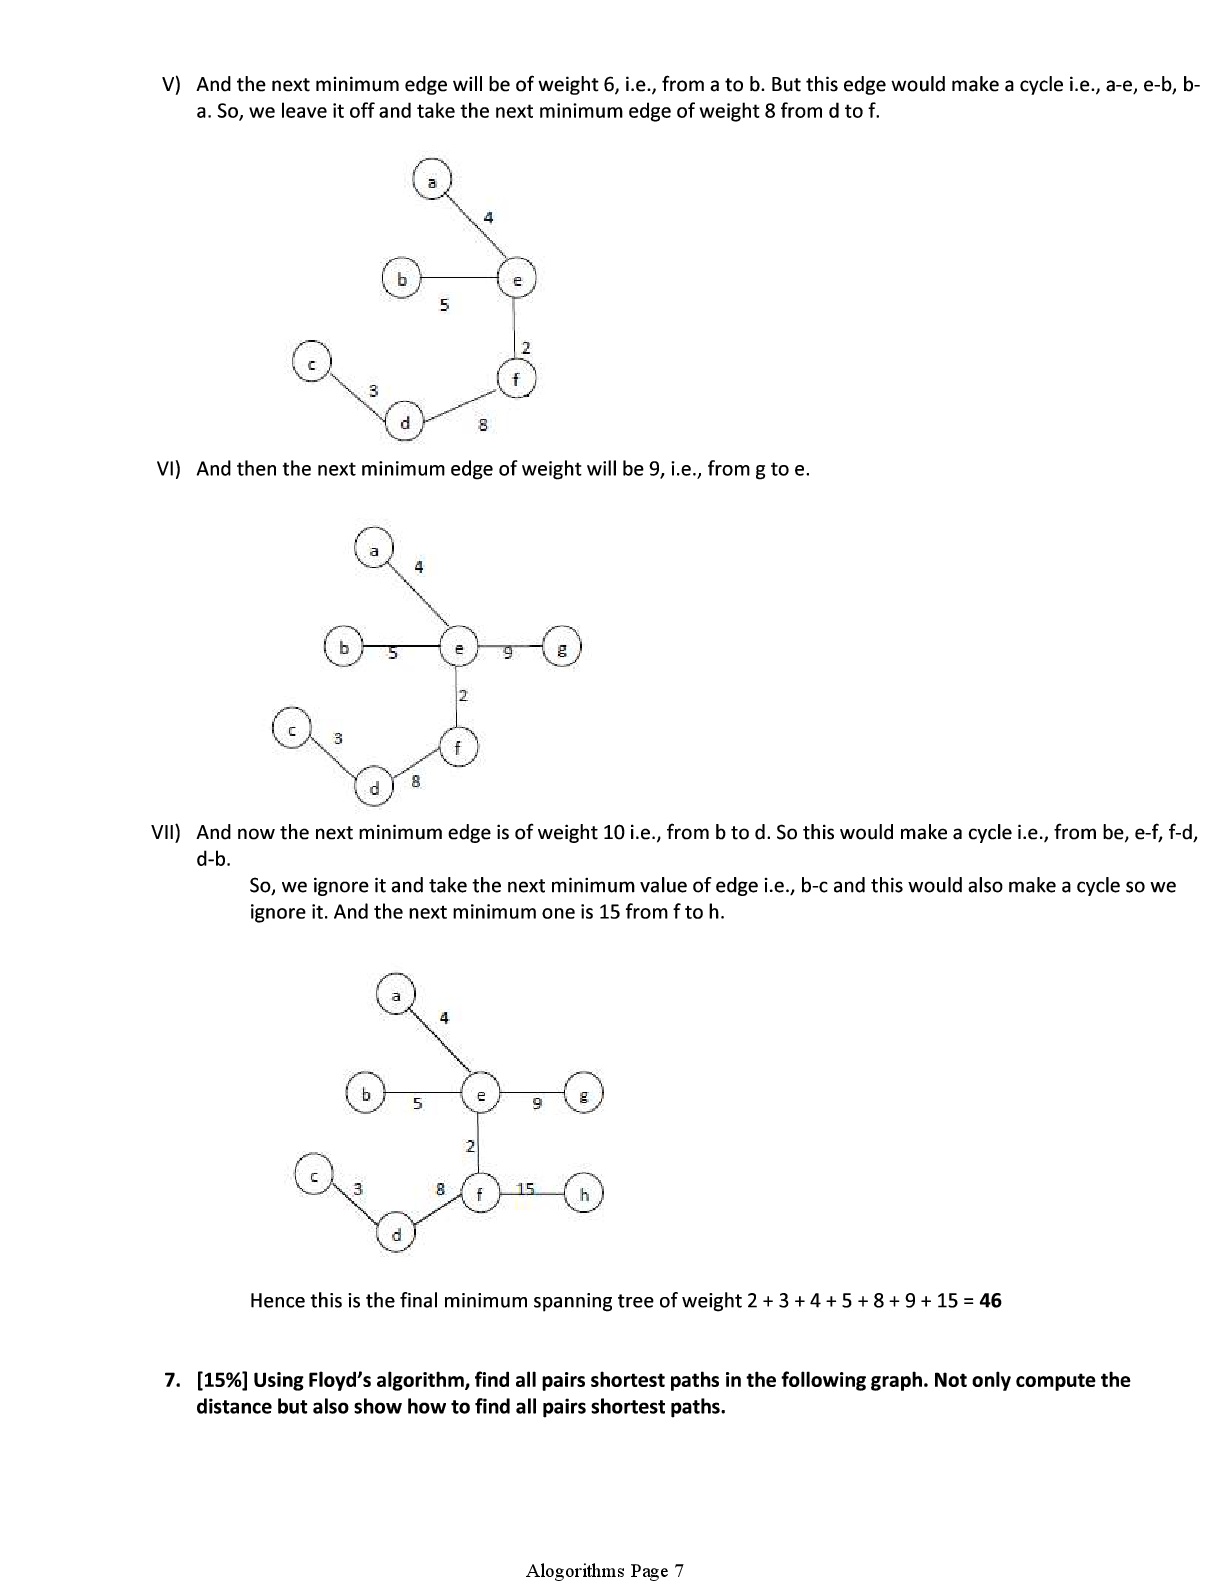 V) And the next minimum edge will be of weight 6, i.e., from a to b. But this edge would make a cycle i.e., a-e, e-b, b-
a. So, we leave it off and take the next minimum edge of weight 8 from d to f.
a
4
b
e
5
2
c
f
3
d
8
VI) And then the next minimum edge of weight will be 9, i.e., from g to e.
a
4
b
5
e
9
g
2
c
3
f
d
8
VII) And now the next minimum edge is of weight 10 i.e., from b to d. So this would make a cycle i.e., from be, e-f, f-d,
d-b.
So, we ignore it and take the next minimum value of edge i.e., b-c and this would also make a cycle so we
ignore it. And the next minimum one is 15 from f to h.
a
4
b
5
e
9
g
2
c
3
8
f
15
h
d
Hence this is the final minimum spanning tree of weight 2 + 3 + 4 + 5 + 8 + 9 + 15 = 46
7. [15%] Using Floyd's algorithm, find all pairs shortest paths in the following graph. Not only compute the
distance but also show how to find all pairs shortest paths.
Alogorithms Page 7